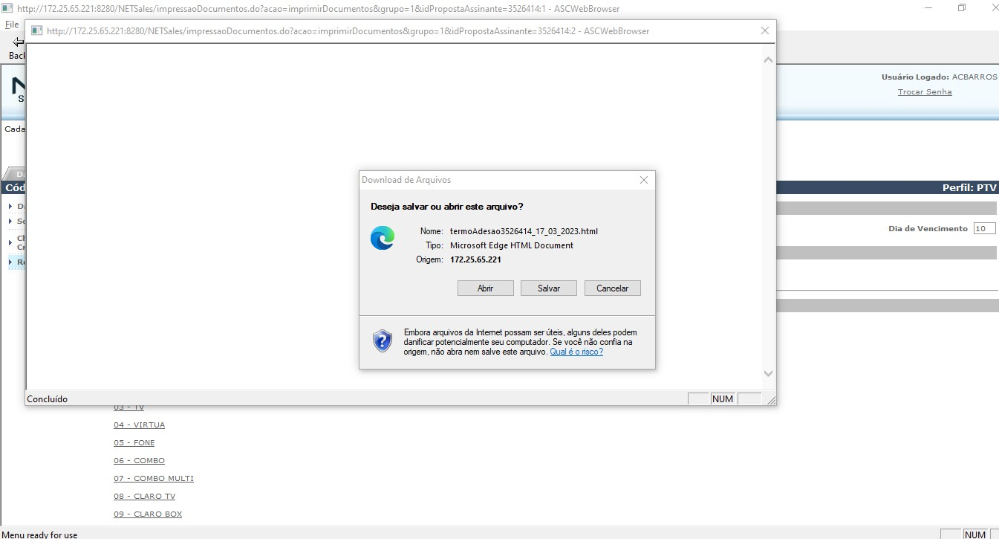 http://172.25.65.221:8280/NETSales/impressaoDocumentos.do?acao=imprimirDocumentos&grupo=1&idPropostaAssinante=3526414:1 - ASCWebBrowser
File
http://172.25.65.221:8280/NETSales/impressaoDocumentos.do?acao=imprimirDocumentos&grupo=1&idPropostaAssinante=3526414:2 - ASCWebBrowser
Back
Usuário Logado: ACBARROS
Trocar Senha
Cada
Cód
Perfil: PTV
Dia de Vencimento 10
Download de Arquivos
Deseja salvar ou abrir este arquivo?
Nome: termoAdesao3526414_17_03_2023.html
Tipo: Microsoft Edge HTML Document
Origem: 172.25.65.221
Abrir Salvar Cancelar
Embora arquivos da Internet possam ser úteis, alguns deles podem
danificar potencialmente seu computador. Se você não confia na
origem, não abra nem salve este arquivo. Qual é o risco?
Concluído NUM
03 - TV
04 - VIRTUA
05 - FONE
06 - COMBO
07 - COMBO MULTI
08 - CLARO TV
09 - CLARO BOX
Menu ready for use NUM